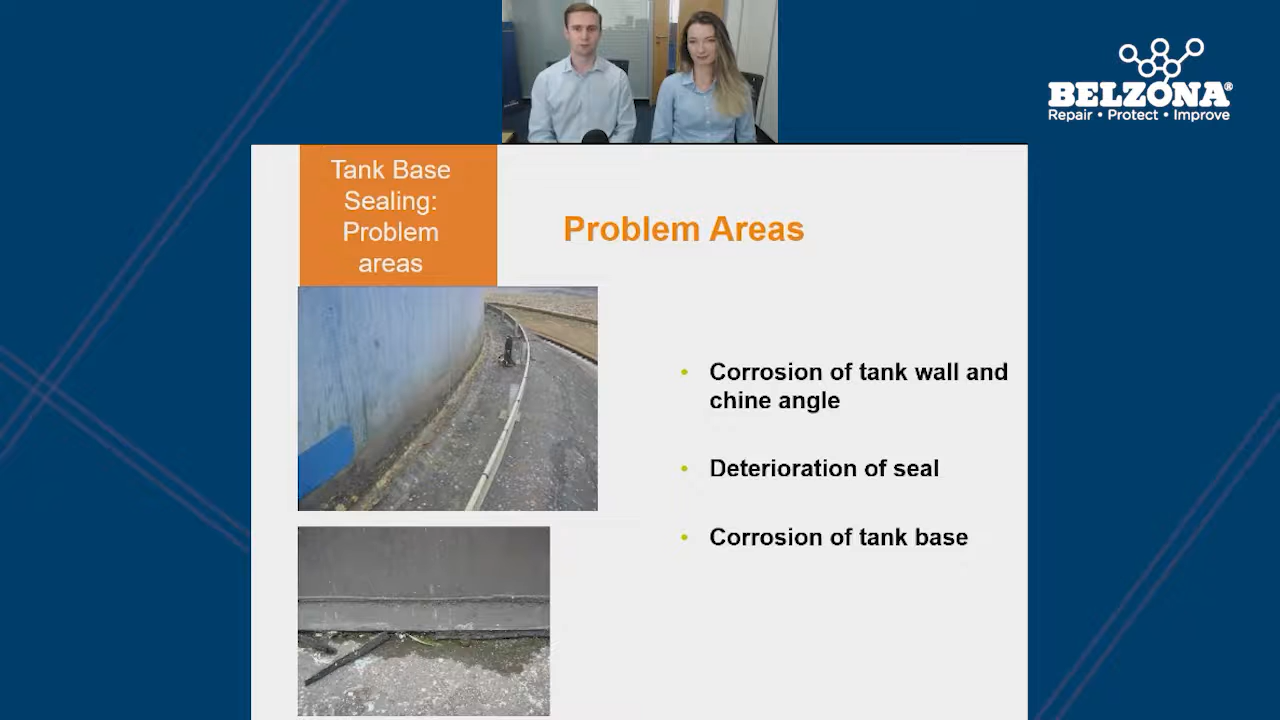 BELZONA®
Repair • Protect • Improve
Tank Base
Sealing:
Problem
areas
Problem Areas
• Corrosion of tank wall and
chine angle
• Deterioration of seal
• Corrosion of tank base